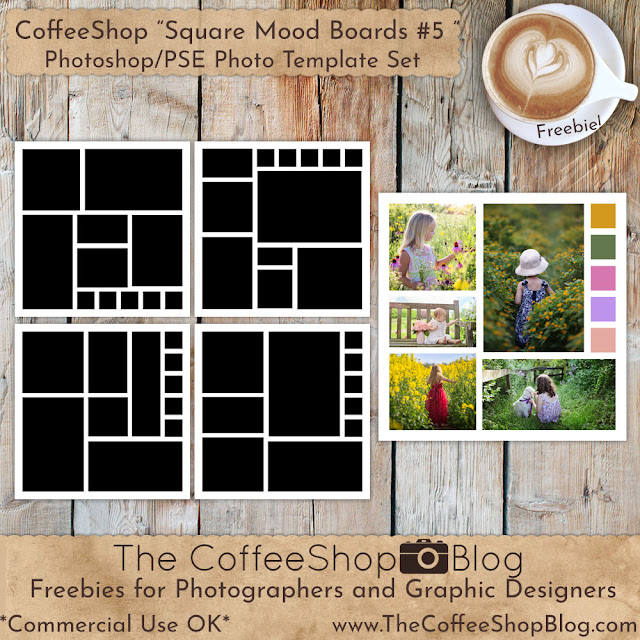 CoffeeShop “Square Mood Boards #5 ”
Photoshop/PSE Photo Template Set
Freebie!
The CoffeeShop Blog
Freebies for Photographers and Graphic Designers
*Commercial Use OK*
www.TheCoffeeShopBlog.com